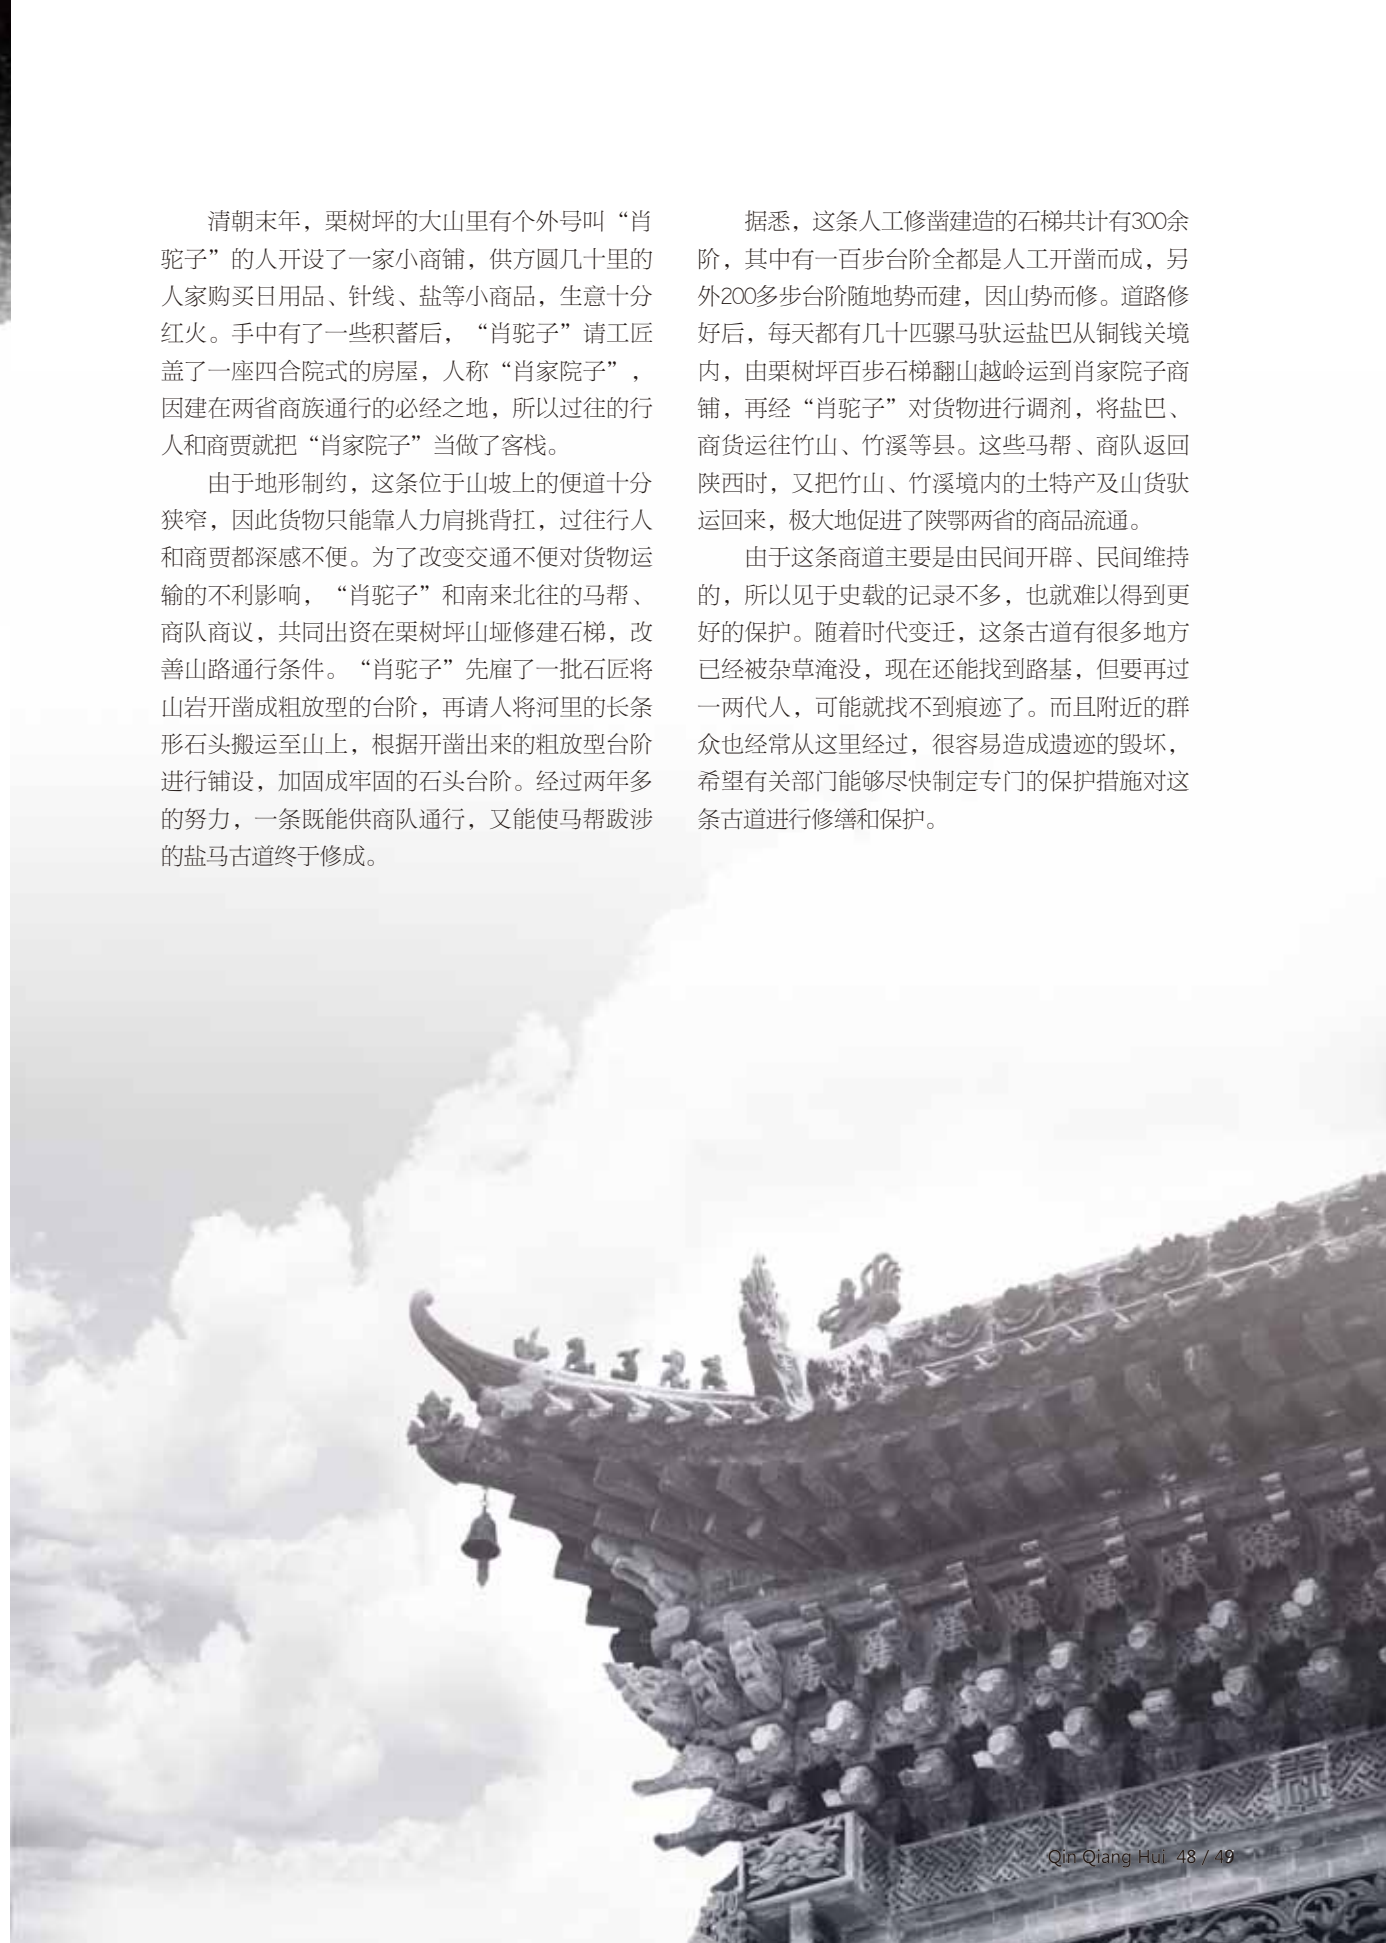 清朝末年，栗树坪的大山里有个外号叫“肖
驼子”的人开设了一家小商铺，供方圆几十里的
人家购买日用品、针线、盐等小商品，生意十分
红火。手中有了一些积蓄后，“肖驼子”请工匠
盖了一座四合院式的房屋，人称“肖家院子”，
因建在两省商族通行的必经之地，所以过往的行
人和商贾就把“肖家院子”当做了客栈。
由于地形制约，这条位于山坡上的便道十分
狭窄，因此货物只能靠人力肩挑背扛，过往行人
和商贾都深感不便。为了改变交通不便对货物运
输的不利影响，“肖驼子”和南来北往的马帮、
商队商议，共同出资在栗树坪山垭修建石梯，改
善山路通行条件。“肖驼子”先雇了一批石匠将
山岩开凿成粗放型的台阶，再请人将河里的长条
形石头搬运至山上，根据开凿出来的粗放型台阶
进行铺设，加固成牢固的石头台阶。经过两年多
的努力，一条既能供商队通行，又能使马帮跋涉
的盐马古道终于修成。
据悉，这条人工修凿建造的石梯共计有300余
阶，其中有一百步台阶全都是人工开凿而成，另
外200多步台阶随地势而建，因山势而修。道路修
好后，每天都有几十匹骡马驮运盐巴从铜钱关境
内，由栗树坪百步石梯翻山越岭运到肖家院子商
铺，再经“肖驼子”对货物进行调剂，将盐巴、
商货运往竹山、竹溪等县。这些马帮、商队返回
陕西时，又把竹山、竹溪境内的土特产及山货驮
运回来，极大地促进了陕鄂两省的商品流通。
由于这条商道主要是由民间开辟、民间维持
的，所以见于史载的记录不多，也就难以得到更
好的保护。随着时代变迁，这条古道有很多地方
已经被杂草淹没，现在还能找到路基，但要再过
一两代人，可能就找不到痕迹了。而且附近的群
众也经常从这里经过，很容易造成遗迹的毁坏，
希望有关部门能够尽快制定专门的保护措施对这
条古道进行修缮和保护。
Qin Qiang Hui 48 / 49